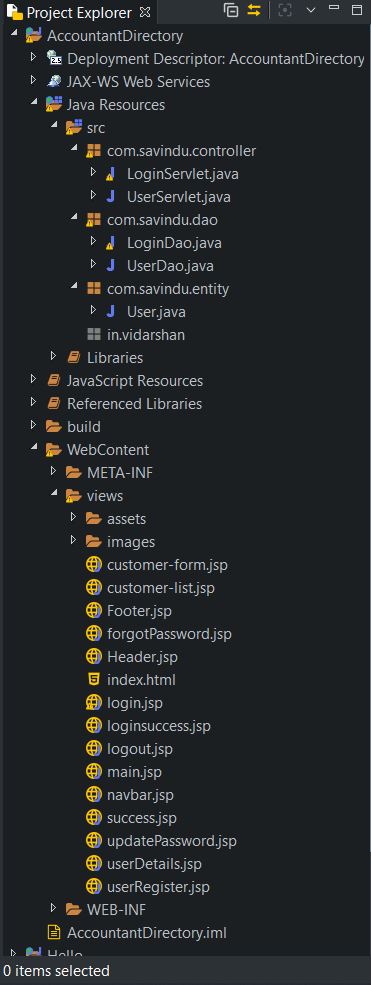 Project Explorer
AccountantDirectory
Deployment Descriptor: AccountantDirectory
JAX-WS Web Services
Java Resources
src
com.savindu.controller
LoginServlet.java
UserServlet.java
com.savindu.dao
LoginDao.java
UserDao.java
com.savindu.entity
User.java
in.vidarshan
Libraries
JavaScript Resources
Referenced Libraries
build
WebContent
META-INF
views
assets
images
customer-form.jsp
customer-list.jsp
Footer.jsp
forgotPassword.jsp
Header.jsp
index.html
login.jsp
loginsuccess.jsp
logout.jsp
main.jsp
navbar.jsp
success.jsp
updatePassword.jsp
userDetails.jsp
userRegister.jsp
WEB-INF
AccountantDirectory.iml
Hello
0 items selected